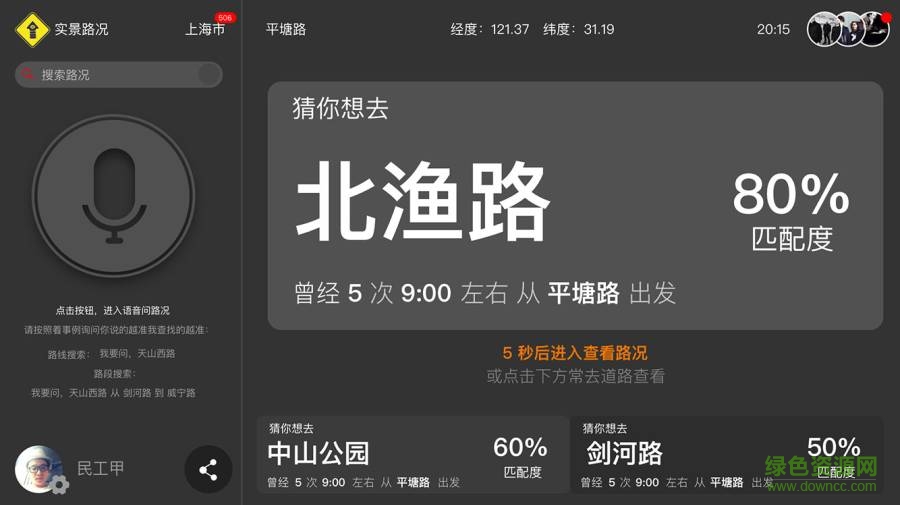 实景路况
上海市
606
搜索路况
点击按钮，进入语音问路况
请按照着事例询问你说的越准我查找的越准：
路线搜索： 我要问，天山西路
路段搜索：
我要问，天山西路 从 剑河路 到 威宁路
民工甲
平塘路
经度：121.37 纬度：31.19
20:15
猜你想去
北渔路
80%
匹配度
曾经 5 次 9:00 左右 从 平塘路 出发
5 秒后进入查看路况
或点击下方常去道路查看
猜你想去
中山公园
60%
匹配度
曾经 5 次 9:00 左右 从 平塘路 出发
猜你想去
剑河路
50%
匹配度
曾经 5 次 9:00 左右 从 平塘路 出发
绿色资源网
www.downcc.com